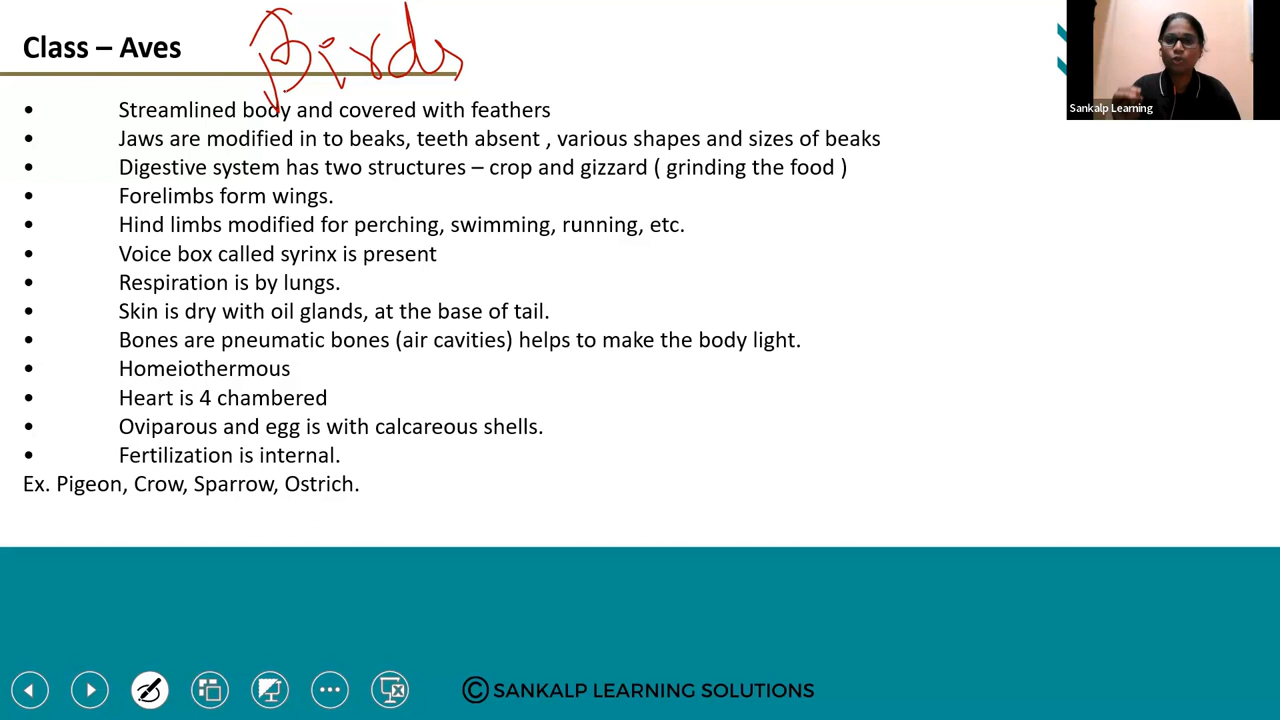 Class – Aves
Birds
Sankalp Learning
• Streamlined body and covered with feathers
• Jaws are modified in to beaks, teeth absent , various shapes and sizes of beaks
• Digestive system has two structures – crop and gizzard ( grinding the food )
• Forelimbs form wings.
• Hind limbs modified for perching, swimming, running, etc.
• Voice box called syrinx is present
• Respiration is by lungs.
• Skin is dry with oil glands, at the base of tail.
• Bones are pneumatic bones (air cavities) helps to make the body light.
• Homeiothermous
• Heart is 4 chambered
• Oviparous and egg is with calcareous shells.
• Fertilization is internal.
Ex. Pigeon, Crow, Sparrow, Ostrich.
© SANKALP LEARNING SOLUTIONS